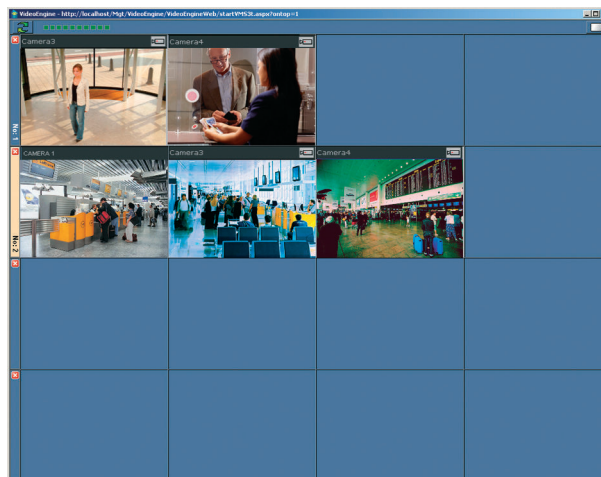 VideoEngine - http://localhost/Mgt/VideoEngine/VideoEngineWeb/startVMS3t.aspx?untop=1
Camera3
Camera4
No: 1
CAMERA 1
Camera3
Camera4
No: 2